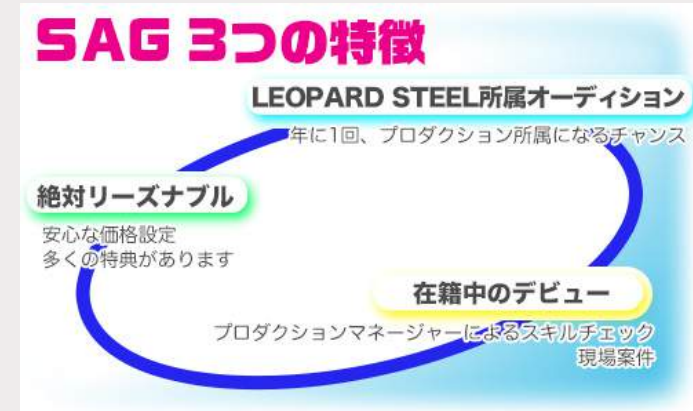 SAG 3つの特徴
LEOPARD STEEL所属オーディション
年に1回、プロダクション所属になるチャンス
絶対リーズナブル
安心な価格設定
多くの特典があります
在籍中のデビュー
プロダクションマネージャーによるスキルチェック
現場案件